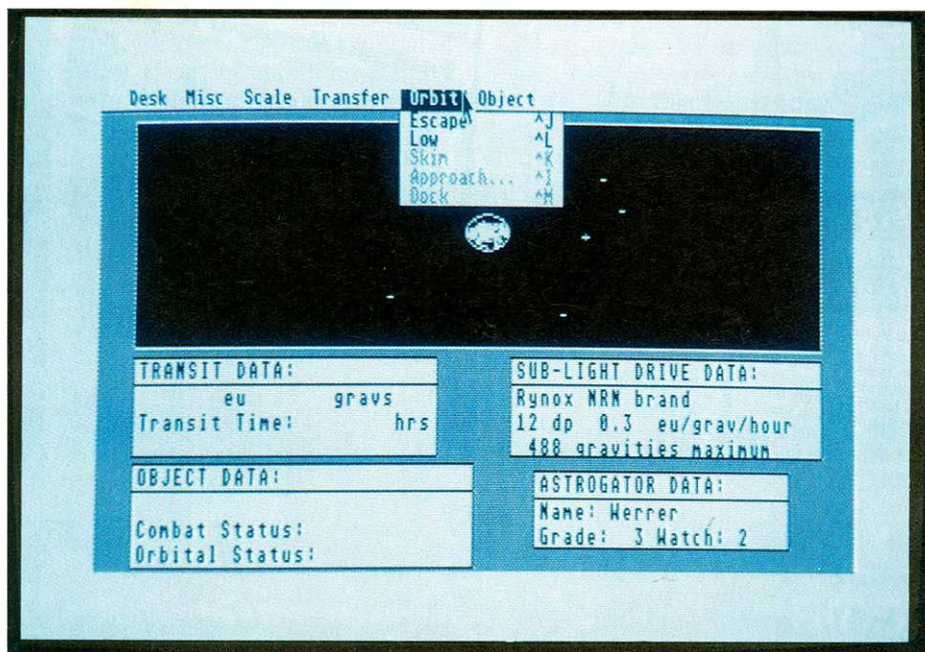 Desk Misc Scale Transfer Orbit Object
Escape ^J
Low ^L
Skim ^K
Approach... ^I
Dock ^M
TRANSIT DATA:
eu gravs
Transit Time: hrs
SUB-LIGHT DRIVE DATA:
Rynox NRM brand
12 dp 0.3 eu/grav/hour
488 gravities maximum
OBJECT DATA:
Combat Status:
Orbital Status:
ASTROGATOR DATA:
Name: Werrer
Grade: 3 Watch: 2